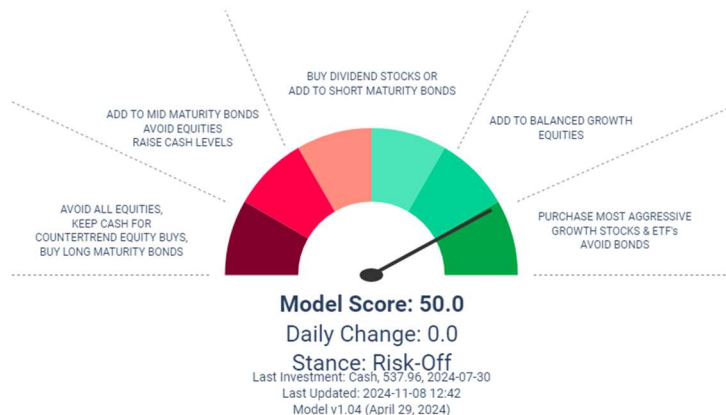 BUY DIVIDEND STOCKS OR
ADD TO SHORT MATURITY BONDS
ADD TO MID MATURITY BONDS
AVOID EQUITIES
RAISE CASH LEVELS
ADD TO BALANCED GROWTH
EQUITIES
AVOID ALL EQUITIES,
KEEP CASH FOR
COUNTERTREND EQUITY BUYS,
BUY LONG MATURITY BONDS
PURCHASE MOST AGGRESSIVE
GROWTH STOCKS & ETF's
AVOID BONDS
Model Score: 50.0
Daily Change: 0.0
Stance: Risk-Off
Last Investment: Cash, 537.96, 2024-07-30
Last Updated: 2024-11-08 12:42
Model v1.04 (April 29, 2024)